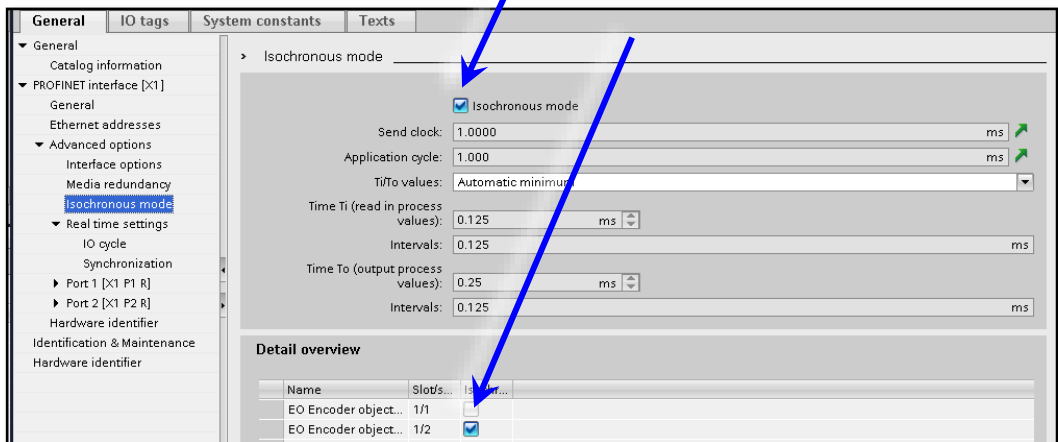 General IO tags System constants Texts
General
Catalog information
PROFINET interface [X1]
General
Ethernet addresses
Advanced options
Interface options
Media redundancy
Isochronous mode
Real time settings
IO cycle
Synchronization
Port 1 [X1 P1 R]
Port 2 [X1 P2 R]
Hardware identifier
Identification & Maintenance
Hardware identifier
Isochronous mode
Isochronous mode
Send clock: 1.0000 ms
Application cycle: 1.000 ms
Ti/To values: Automatic minimum
Time Ti (read in process
values): 0.125 ms
Intervals: 0.125 ms
Time To (output process
values): 0.25 ms
Intervals: 0.125 ms
Detail overview
Name Slot/s...
EO Encoder object... 1/1
EO Encoder object... 1/2